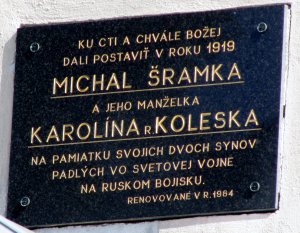 KU CTI A CHVÁLE BOŽEJ
DALI POSTAVIŤ V ROKU 1919
MICHAL ŠRAMKA
A JEHO MANŽELKA
KAROLÍNA R. KOLESKA
NA PAMIATKU SVOJICH DVOCH SYNOV
PADLÝCH VO SVETOVEJ VOJNE
NA RUSKOM BOJISKU.
RENOVOVANÉ V R. 1984